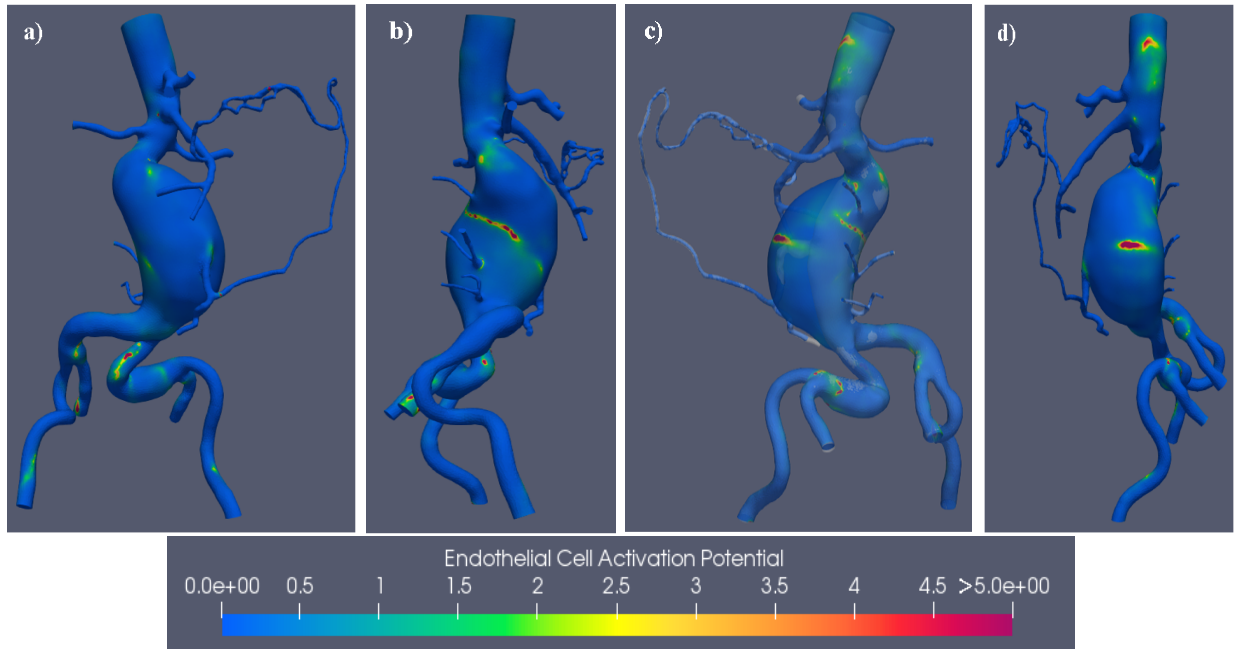 a) b) c) d)
Endothelial Cell Activation Potential
0.0e+00 0.5 1 1.5 2 2.5 3 3.5 4 4.5 >5.0e+00